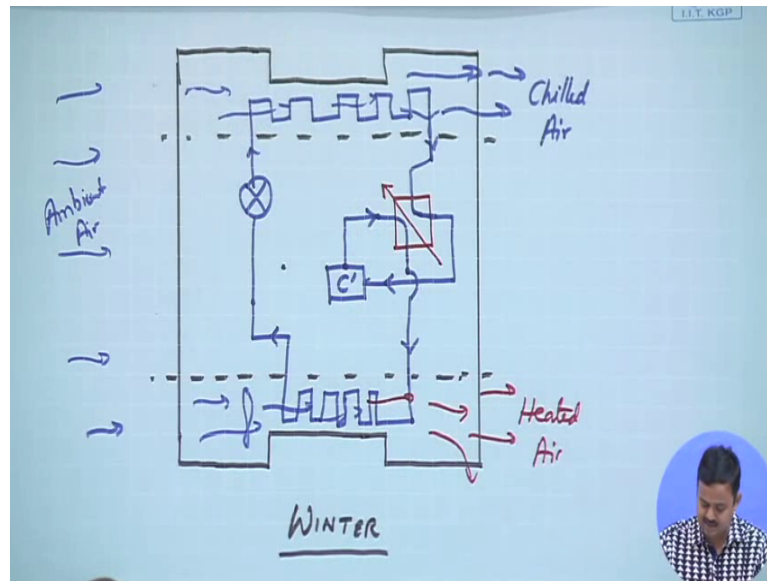 I.I.T. KGP
Chilled
Air
Ambient
Air
C'
Heated
Air
WINTER